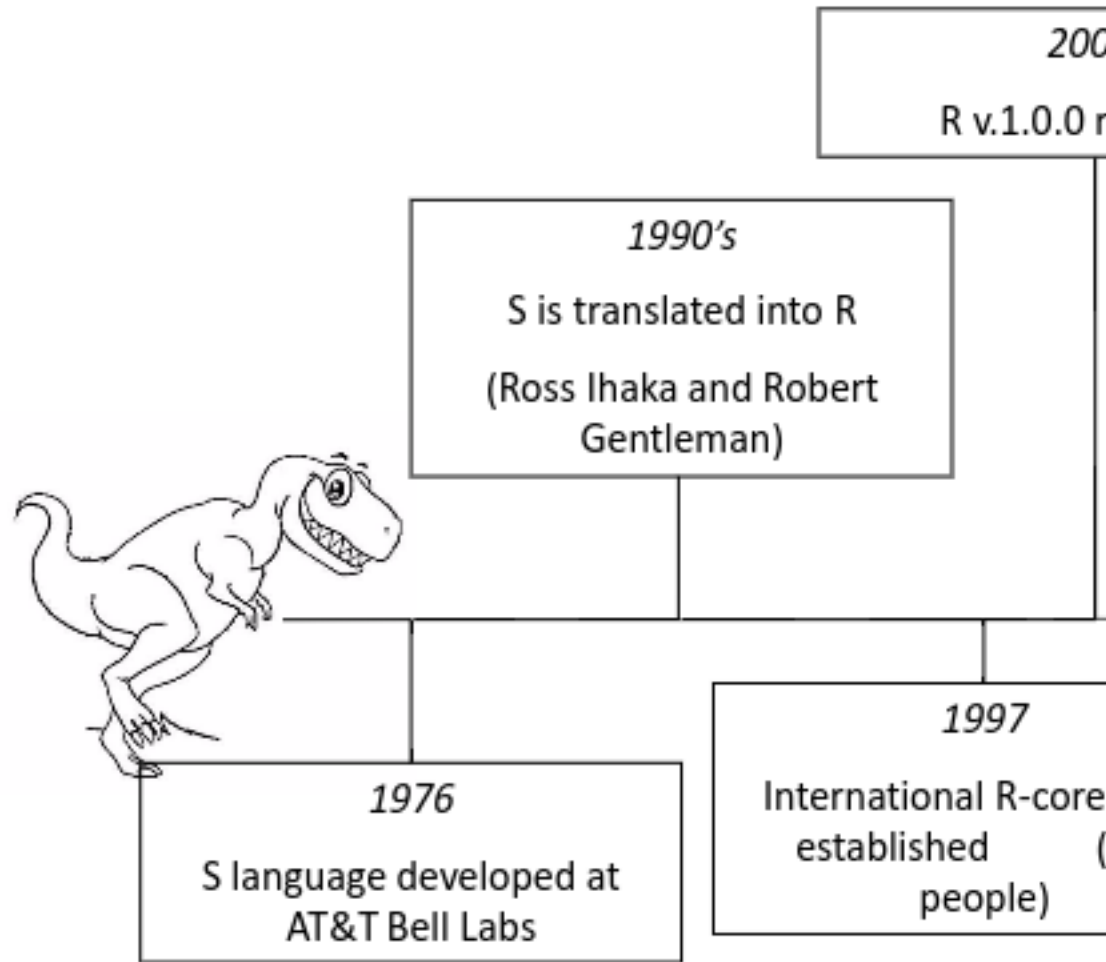 R v.1.0.0
1990's
S is translated into R
(Ross Ihaka and Robert
Gentleman)
1997
International R-core
established (
people)
1976
S language developed at
AT&T Bell Labs